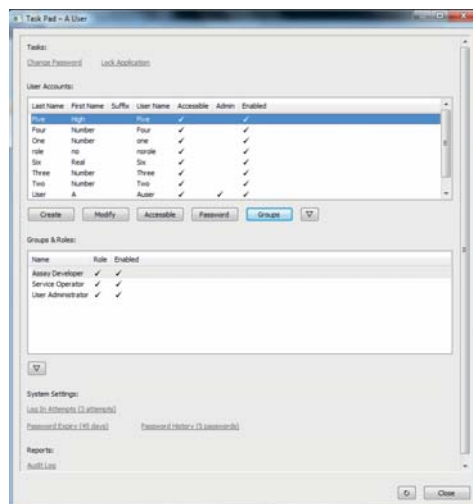 Task Pad - A User
Tasks:
Change Password Lock Application
User Accounts:
Last Name First Name Suffix User Name Accessible Admin Enabled
Five High Five ✓ ✓
Four Number Four ✓ ✓
One Number one ✓ ✓
role no norole ✓ ✓
Six Real Six ✓ ✓
Three Number Three ✓ ✓
Two Number Two ✓ ✓
User A Auser ✓ ✓ ✓
Create Modify Accessible Password Groups
Groups & Roles:
Name Role Enabled
Assay Developer ✓ ✓
Service Operator ✓ ✓
User Administrator ✓ ✓
System Settings:
Log In Attempts (3 attempts)
Password Expiry (45 days) Password History (5 passwords)
Reports:
Audit Log
Close